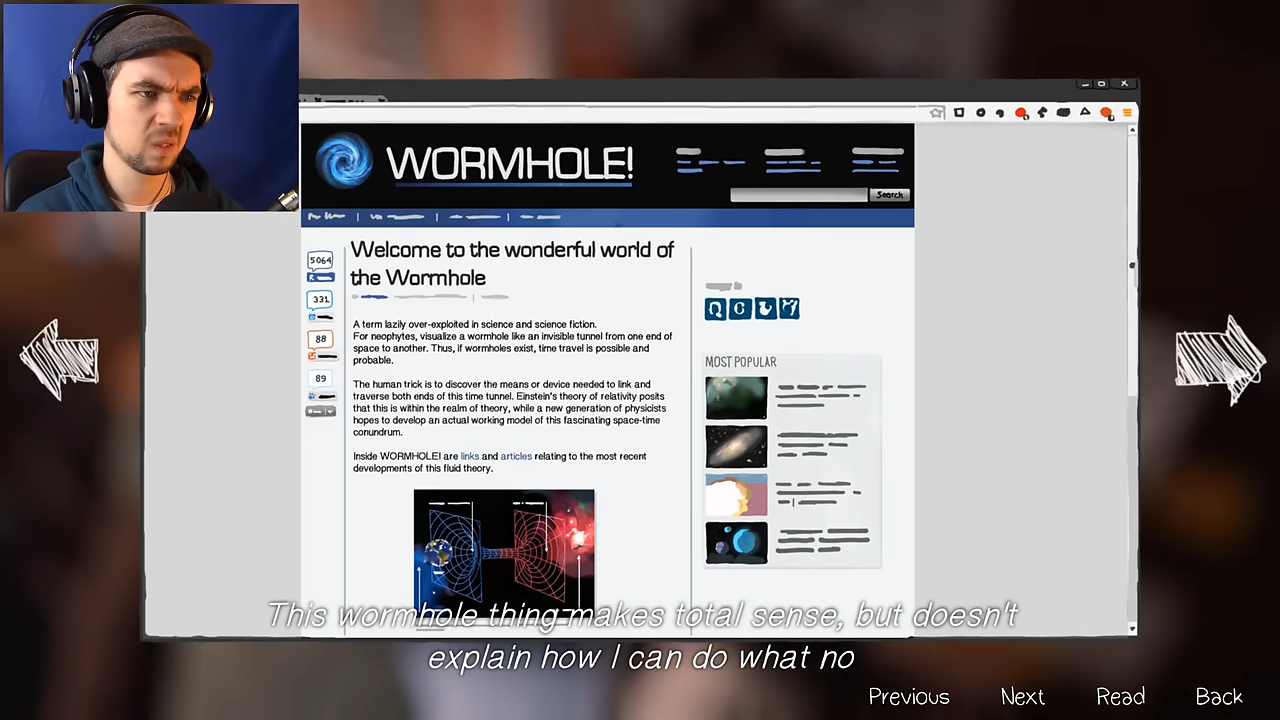 WORMHOLE!
Search
Welcome to the wonderful world of
the Wormhole
5064
331
88
89
A term lazily over-exploited in science and science fiction.
For neophytes, visualize a wormhole like an invisible tunnel from one end of
space to another. Thus, if wormholes exist, time travel is possible and
probable.
The human trick is to discover the means or device needed to link and
traverse both ends of this time tunnel. Einstein's theory of relativity posits
that this is within the realm of theory, while a new generation of physicists
hopes to develop an actual working model of this fascinating space-time
conundrum.
Inside WORMHOLE! are links and articles relating to the most recent
developments of this fluid theory.
MOST POPULAR
This wormhole thing makes total sense, but doesn't
explain how I can do what no
Previous
Next
Read
Back